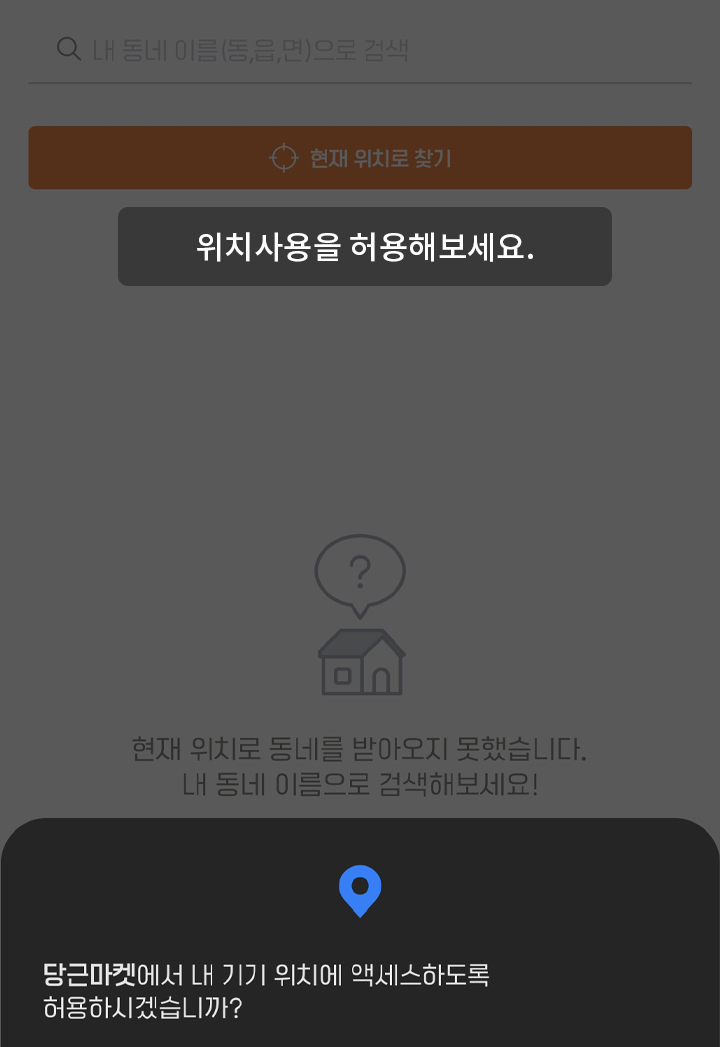 내 동네 이름(동,읍,면)으로 검색
현재 위치로 찾기
위치사용을 허용해보세요.
?
현재 위치로 동네를 받아오지 못했습니다.
내 동네 이름으로 검색해보세요!
당근마켓에서 내 기기 위치에 액세스하도록
허용하시겠습니까?